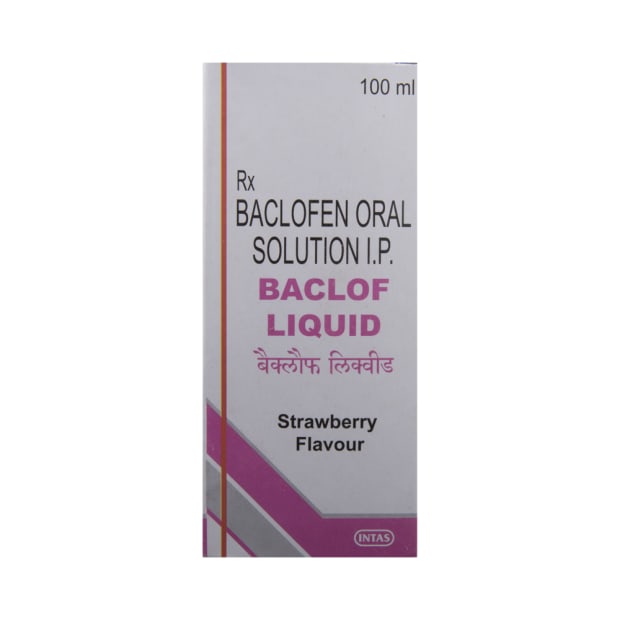 100 ml
Rx
BACLOFEN ORAL
SOLUTION I.P.
BACLOF
LIQUID
बैक्लौफ लिक्वीड
Strawberry
Flavour
INTAS